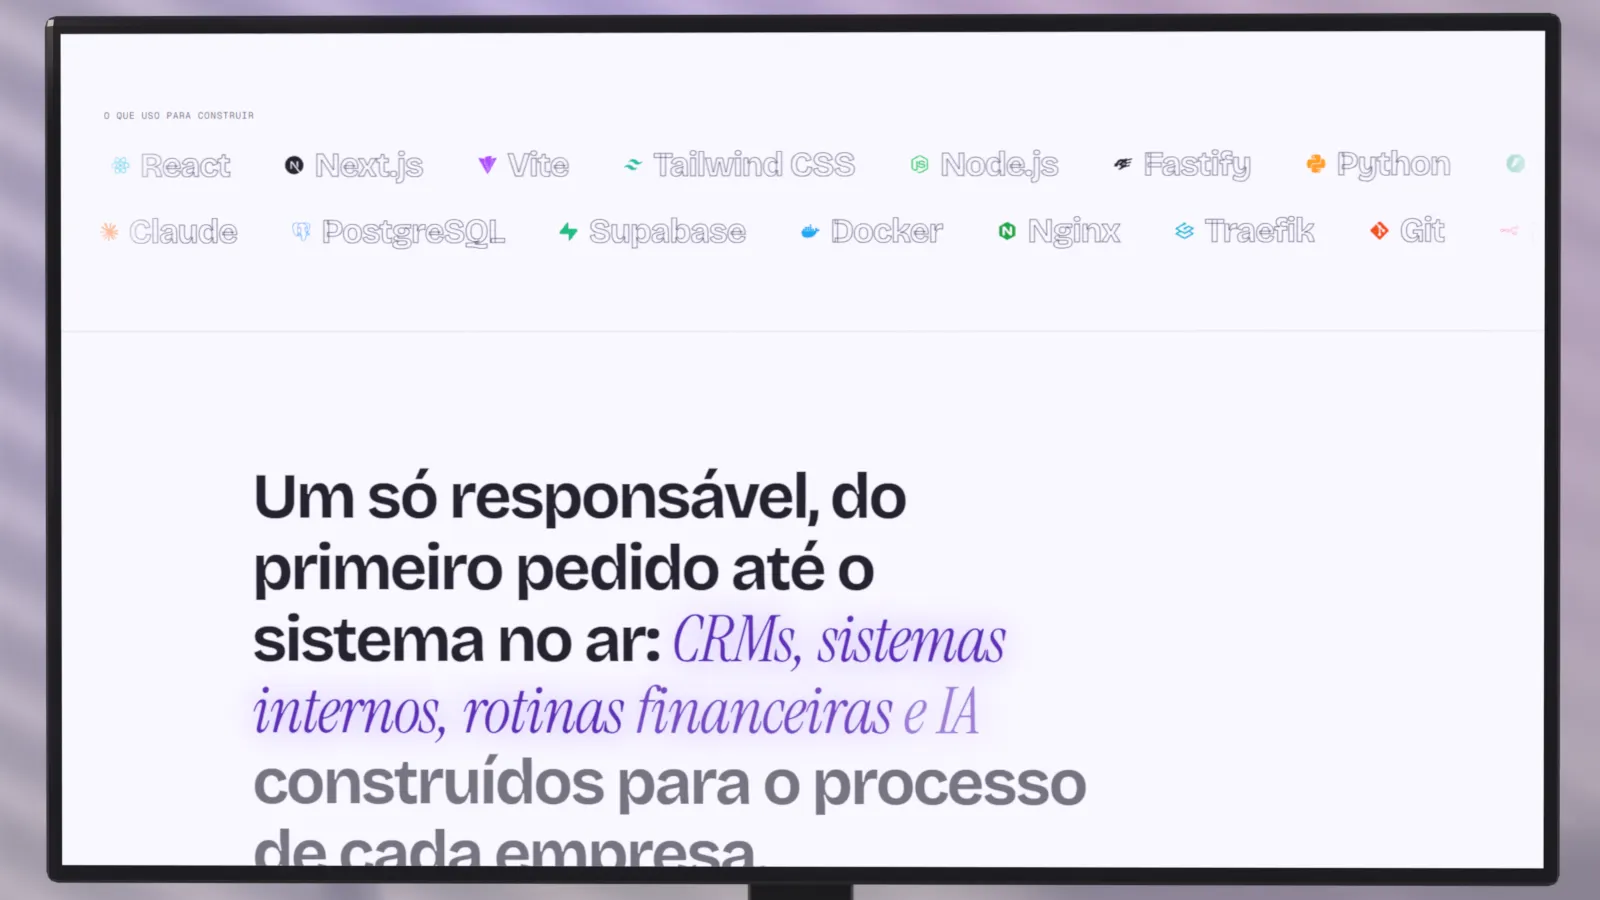 O QUE USO PARA CONSTRUIR
React Next.js Vite Tailwind CSS Node.js Fastify Python
Claude PostgreSQL Supabase Docker Nginx Traefik Git
Um só responsável, do
primeiro pedido até o
sistema no ar: CRMs, sistemas
internos, rotinas financeiras e IA
construídos para o processo
de cada empresa.